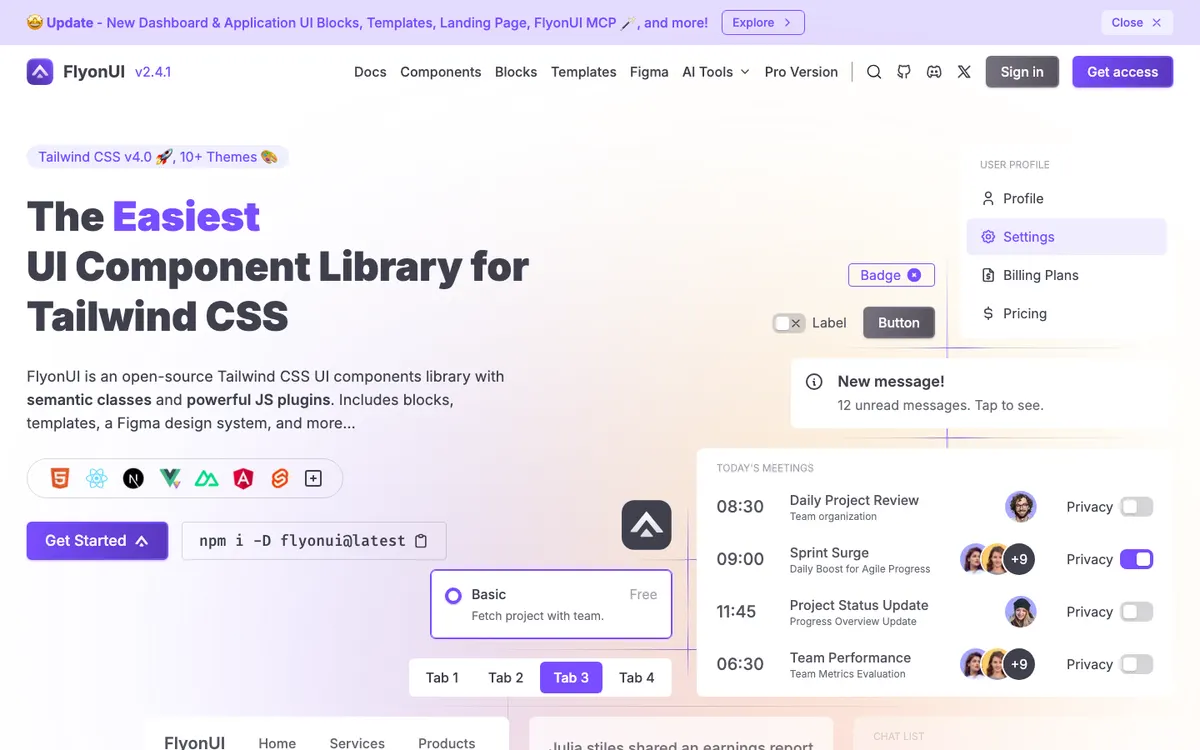 🤩 Update - New Dashboard & Application UI Blocks, Templates, Landing Page, FlyonUI MCP 🪄, and more! Explore
Close
FlyonUI v2.4.1
Docs Components Blocks Templates Figma AI Tools Pro Version Sign in Get access
Tailwind CSS v4.0 🚀, 10+ Themes 🎨
The Easiest
UI Component Library for
Tailwind CSS
FlyonUI is an open-source Tailwind CSS UI components library with
semantic classes and powerful JS plugins. Includes blocks,
templates, a Figma design system, and more...
Get Started
npm i -D flyonui@latest
USER PROFILE
Profile
Settings
Billing Plans
Pricing
Badge
Label
Button
New message!
12 unread messages. Tap to see.
TODAY'S MEETINGS
08:30 Daily Project Review Privacy
Team organization
09:00 Sprint Surge +9 Privacy
Daily Boost for Agile Progress
11:45 Project Status Update Privacy
Progress Overview Update
06:30 Team Performance +9 Privacy
Team Metrics Evaluation
Basic Free
Fetch project with team.
Tab 1 Tab 2 Tab 3 Tab 4
FlyonUI Home Services Products
Julia stiles shared an earnings report
CHAT LIST